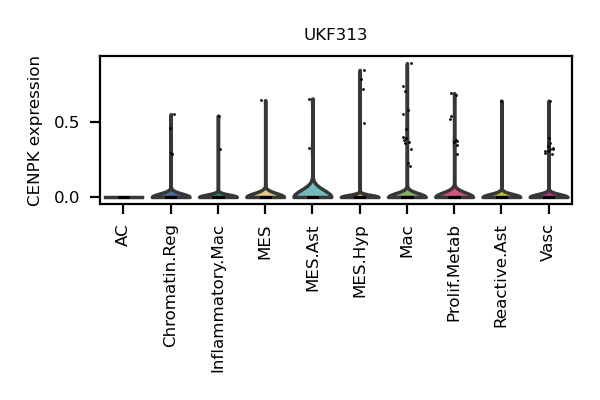 UKF313
CENPK expression
0.5
0.0
AC
Chromatin.Reg
Inflammatory.Mac
MES
MES.Ast
MES.Hyp
Mac
Prolif.Metab
Reactive.Ast
Vasc